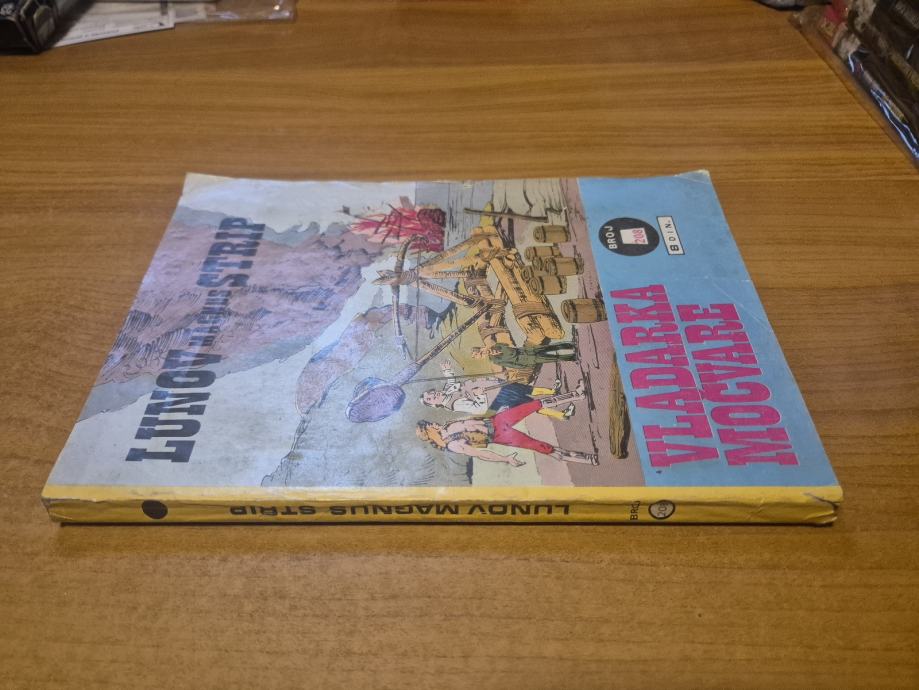 LUNOV
MAGNUS
STRIP
BROJ
208
8 DIN.
VLADARKA
MOČVARE
LUNOV MAGNUS STRIP
BROJ
208